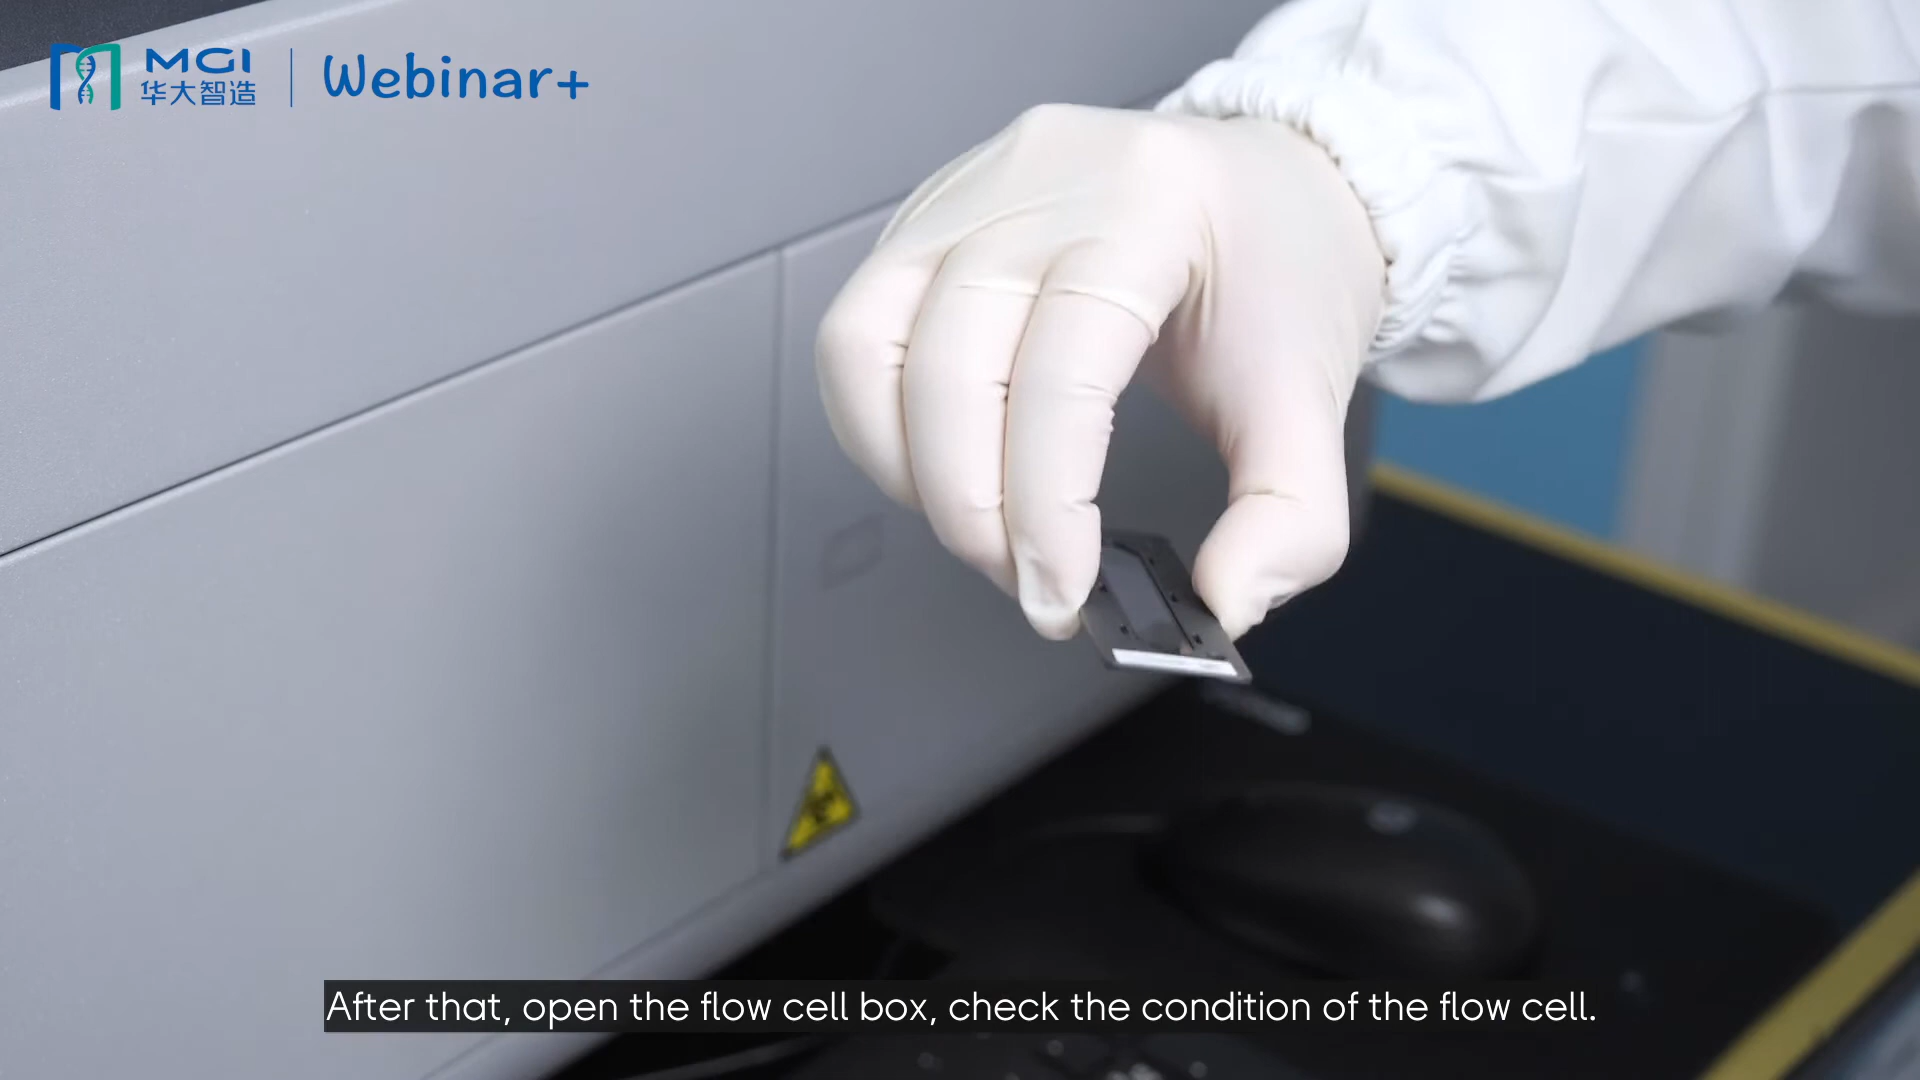 MGI
华大智造
Webinar+
After that, open the flow cell box, check the condition of the flow cell.